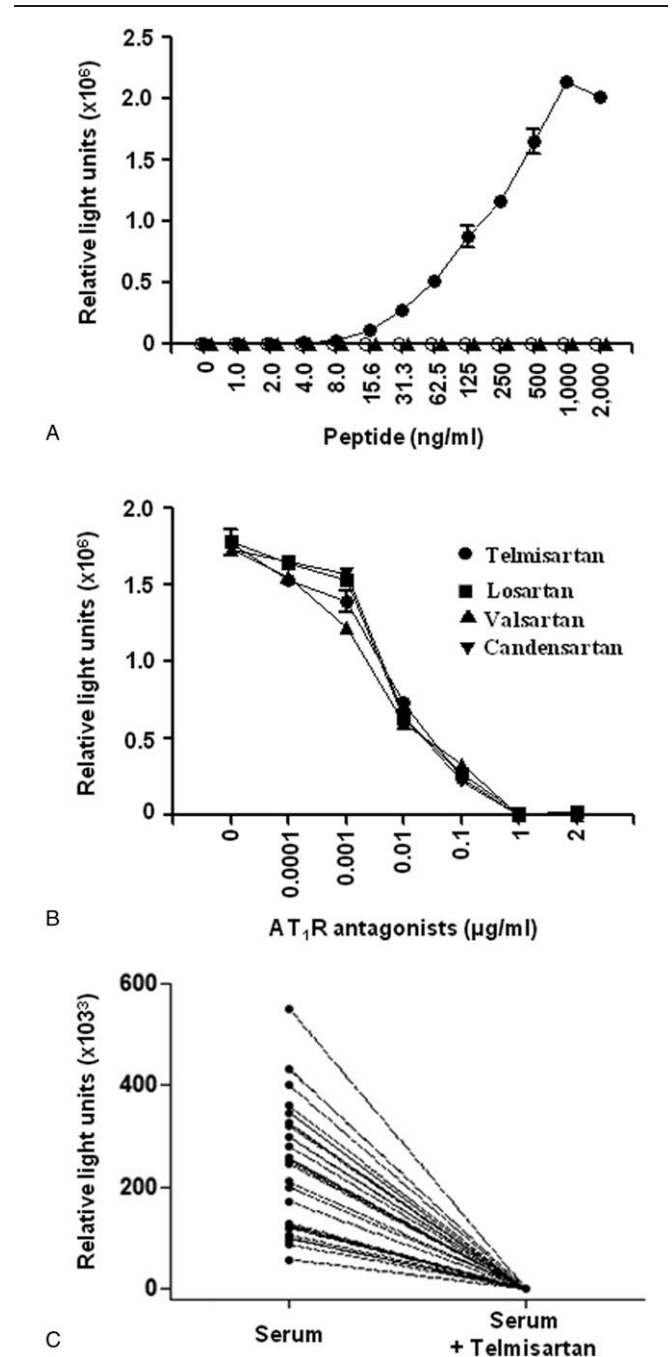 Relative light units (x10⁶)
2.5
2.0
1.5
1.0
0.5
0
0 1.0 2.0 4.0 8.0 15.6 31.3 62.5 125 250 500 1,000 2,000
Peptide (ng/ml)
A
Relative light units (x10⁶)
2.0
1.5
1.0
0.5
0
Telmisartan
Losartan
Valsartan
Candensartan
0 0.0001 0.001 0.01 0.1 1 2
AT₁R antagonists (µg/ml)
B
Relative light units (x103³)
600
400
200
0
Serum
Serum
+ Telmisartan
C